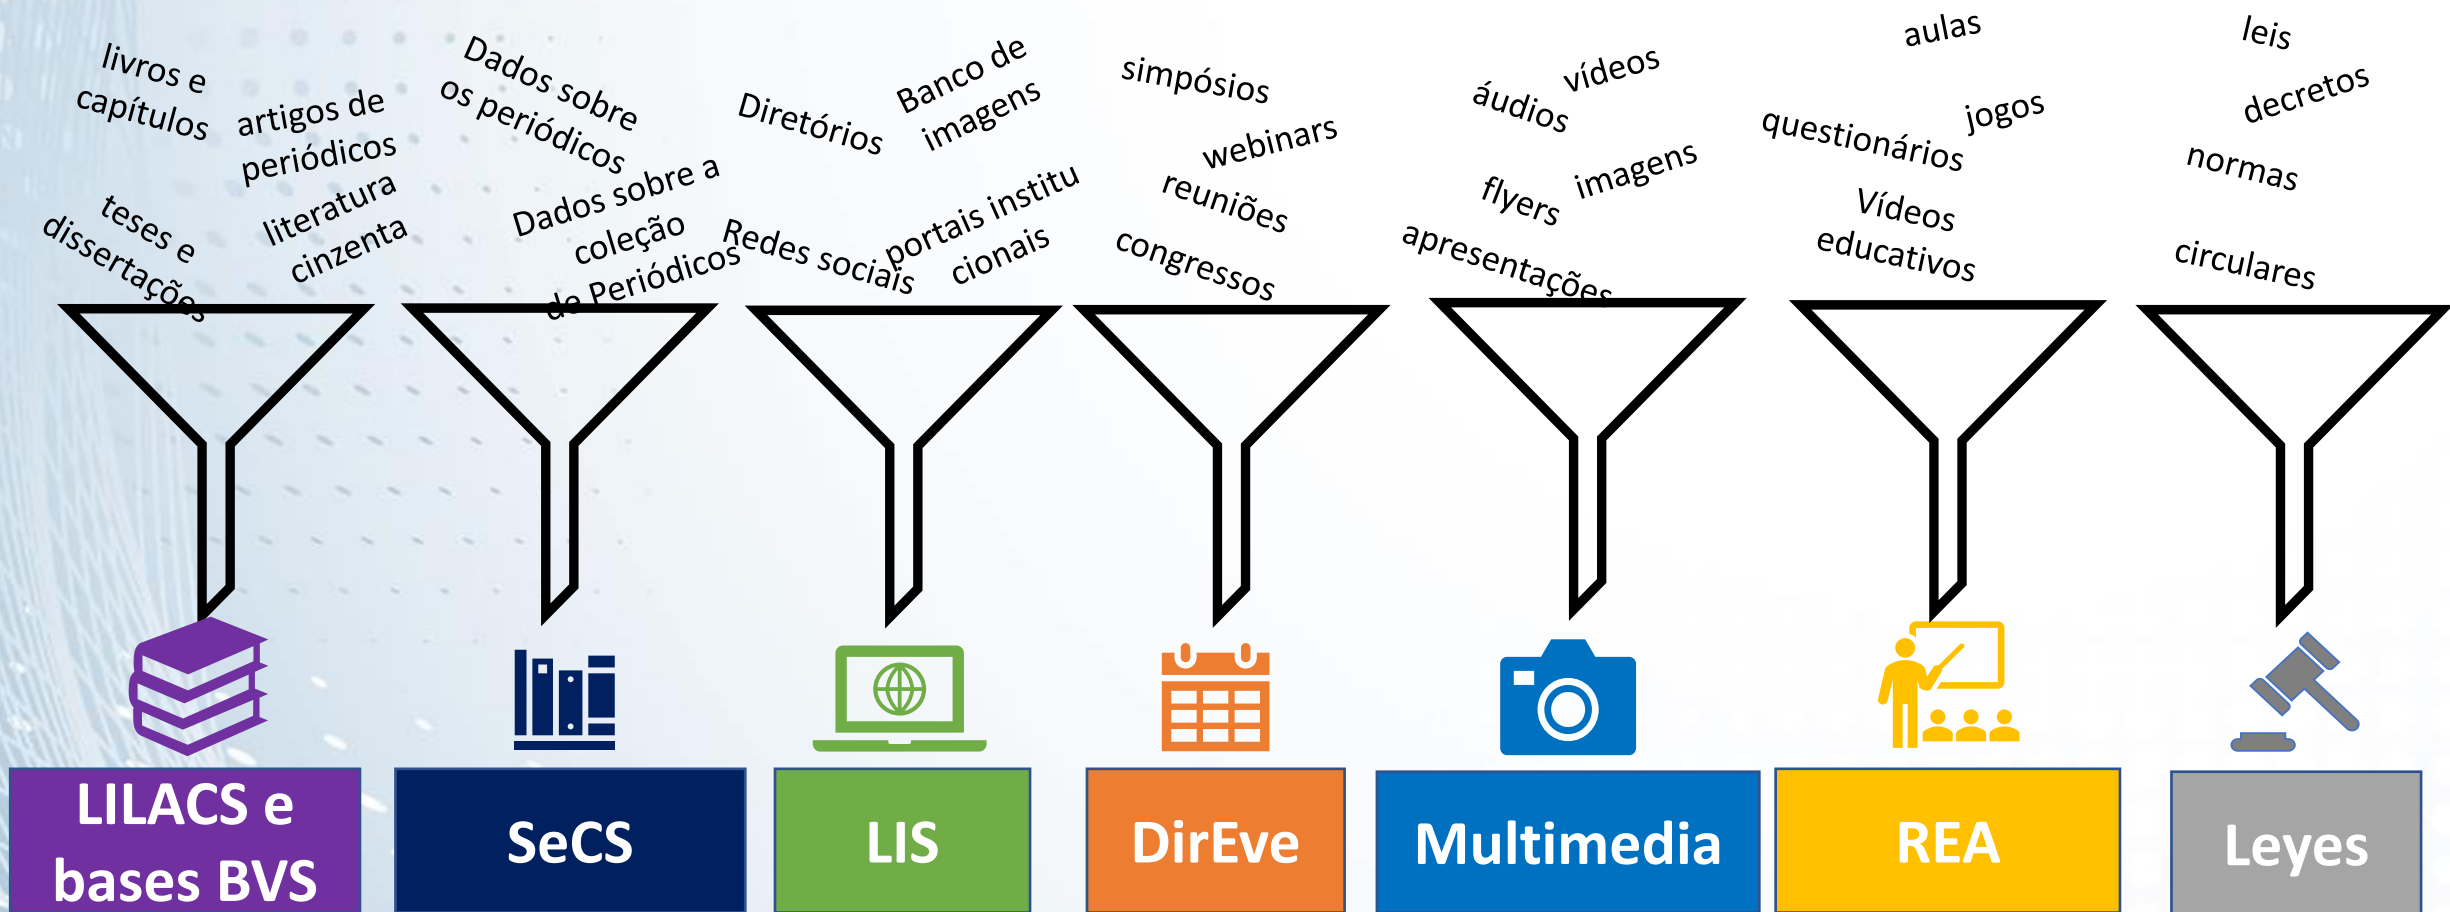 livros e
capítulos
artigos de
periódicos
teses e
dissertações
literatura
cinzenta
Dados sobre
os periódicos
Dados sobre a
coleção
de Periódicos
Diretórios
Banco de
imagens
Redes sociais
portais institu
cionais
simpósios
webinars
reuniões
congressos
áudios
vídeos
flyers
imagens
apresentações
aulas
questionários
jogos
Vídeos
educativos
leis
decretos
normas
circulares
LILACS e
bases BVS
SeCS
LIS
DirEve
Multimedia
REA
Leyes